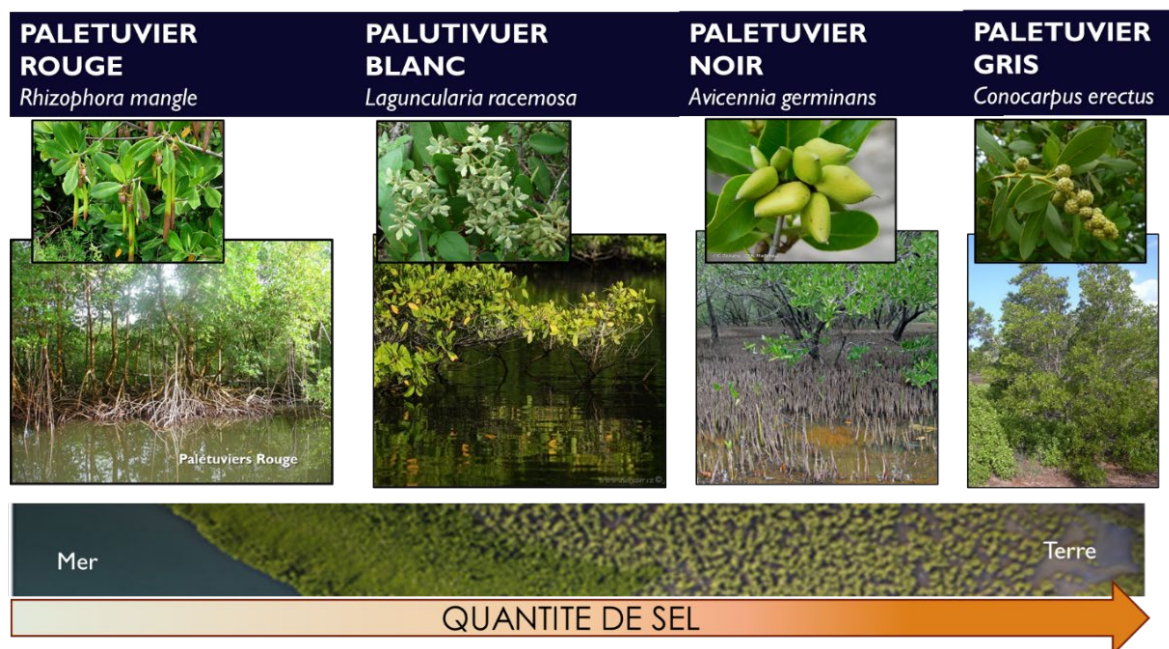 PALETUVIER
ROUGE
Rhizophora mangle
PALUTIVUER
BLANC
Laguncularia racemosa
PALETUVIER
NOIR
Avicennia germinans
PALETUVIER
GRIS
Conocarpus erectus
Palétuviers Rouge
Mer
Terre
QUANTITE DE SEL